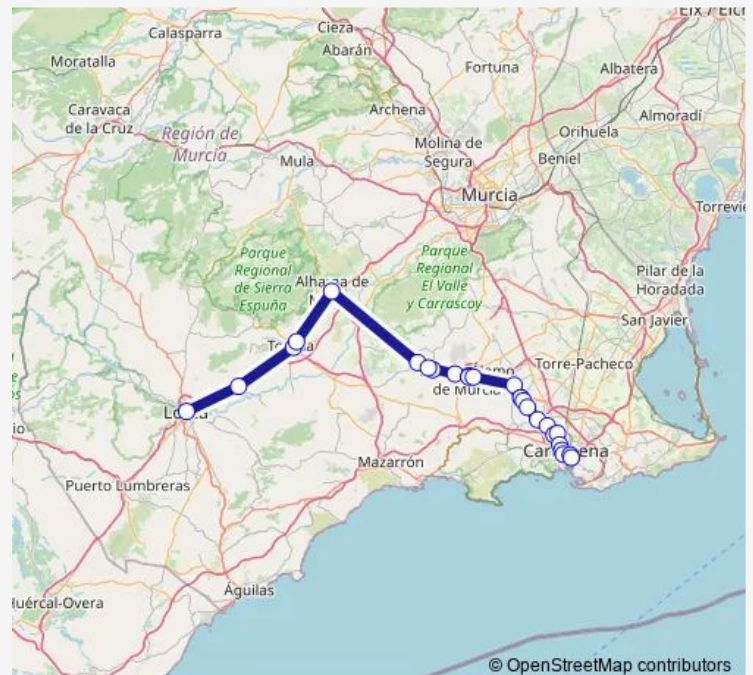 Calasparra
Cieza
Abarán
Moratalla
Fortuna
Albatera
Caravaca
de la Cruz
Archena
Almoradí
Región de
Murcia
Molina de
Segura
Orihuela
Mula
Beniel
Murcia
Parque
Regional
de Sierra
Espuña
Parque
Regional
El Valle
y Carrascoy
Pilar de la
Horadada
San Javier
Torre-Pacheco
de Murcia
Mazarrón
Puerto Lumbreras
Águilas
© OpenStreetMap contributors